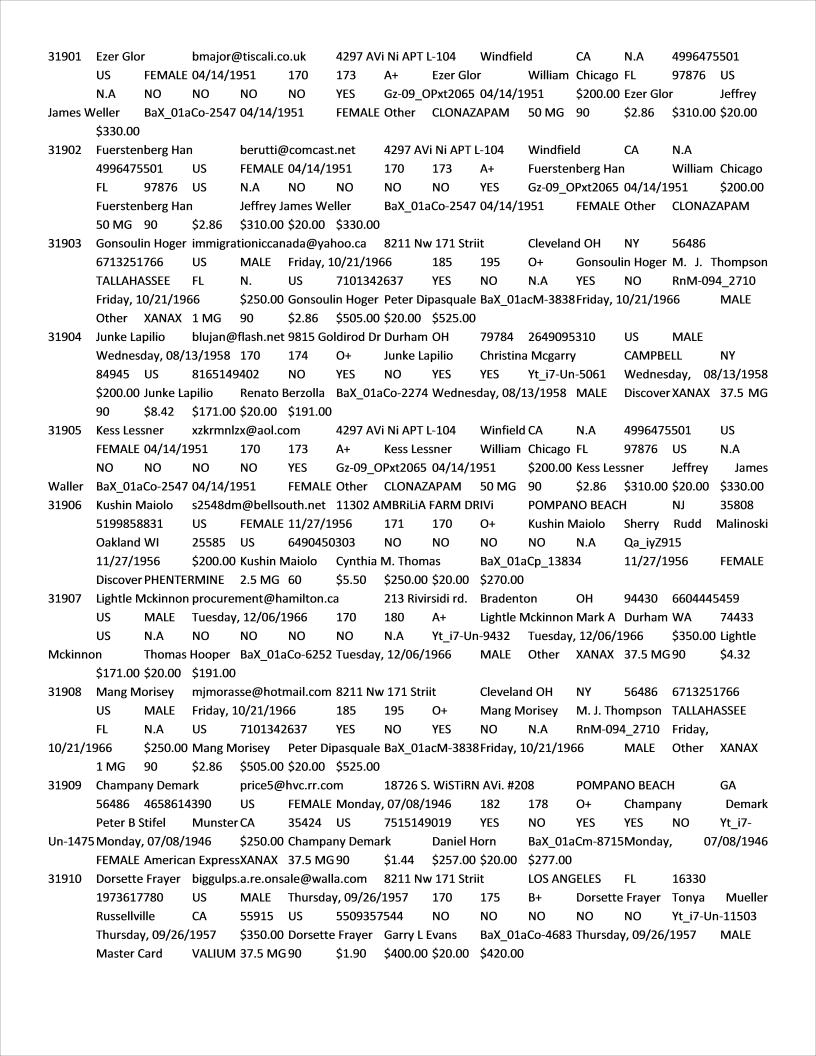 31901 Ezer Glor bmajor@tiscali.co.uk 4297 AVi Ni APT L-104 Windfield CA N.A 4996475501
US FEMALE 04/14/1951 170 173 A+ Ezer Glor William Chicago FL 97876 US
N.A NO NO NO NO YES Gz-09_OPxt2065 04/14/1951 $200.00 Ezer Glor Jeffrey
James Weller BaX_01aCo-2547 04/14/1951 FEMALE Other CLONAZAPAM 50 MG 90 $2.86 $310.00 $20.00
$330.00
31902 Fuerstenberg Han berutti@comcast.net 4297 AVi Ni APT L-104 Windfield CA N.A
4996475501 US FEMALE 04/14/1951 170 173 A+ Fuerstenberg Han William Chicago
FL 97876 US N.A NO NO NO NO YES Gz-09_OPxt2065 04/14/1951 $200.00
Fuerstenberg Han Jeffrey James Weller BaX_01aCo-2547 04/14/1951 FEMALE Other CLONAZAPAM
50 MG 90 $2.86 $310.00 $20.00 $330.00
31903 Gonsoulin Hoger immigrationiccanada@yahoo.ca 8211 Nw 171 Striit Cleveland OH NY 56486
6713251766 US MALE Friday, 10/21/1966 185 195 O+ Gonsoulin Hoger M. J. Thompson
TALLAHASSEE FL N. US 7101342637 YES NO N.A YES NO RnM-094_2710
Friday, 10/21/1966 $250.00 Gonsoulin Hoger Peter Dipasquale BaX_01acM-3838 Friday, 10/21/1966 MALE
Other XANAX 1 MG 90 $2.86 $505.00 $20.00 $525.00
31904 Junke Lapilio blujan@flash.net 9815 Goldirod Dr Durham OH 79784 2649095310 US MALE
Wednesday, 08/13/1958 170 174 O+ Junke Lapilio Christina Mcgarry CAMPBELL NY
84945 US 8165149402 YES NO YES YES Yt_i7-Un-5061 Wednesday, 08/13/1958
$200.00 Junke Lapilio Renato Berzolla BaX_01aCo-2274 Wednesday, 08/13/1958 MALE Discover XANAX 37.5 MG
90 $8.42 $171.00 $20.00 $191.00
31905 Kess Lessner xzkrmnlzx@aol.com 4297 AVi Ni APT L-104 Winfield CA N.A 4996475501 US
FEMALE 04/14/1951 170 173 A+ Kess Lessner William Chicago FL 97876 US N.A
NO NO NO NO YES Gz-09_OPxt2065 04/14/1951 $200.00 Kess Lessner Jeffrey James
Waller BaX_01aCo-2547 04/14/1951 FEMALE Other CLONAZAPAM 50 MG 90 $2.86 $310.00 $20.00 $330.00
31906 Kushin Maiolo s2548dm@bellsouth.net 11302 AMBRiLiA FARM DRIVi POMPANO BEACH NJ 35808
5199858831 US FEMALE 11/27/1956 171 170 O+ Kushin Maiolo Sherry Rudd Malinoski
Oakland WI 25585 US 6490450303 NO NO NO NO N.A Qa_iyZ915
11/27/1956 $200.00 Kushin Maiolo Cynthia M. Thomas BaX_01aCp_13834 11/27/1956 FEMALE
Discover PHENTERMINE 2.5 MG 60 $5.50 $250.00 $20.00 $270.00
31907 Lightle Mckinnon procurement@hamilton.ca 213 Rivirsidi rd. Bradenton OH 94430 6604445459
US MALE Tuesday, 12/06/1966 170 180 A+ Lightle Mckinnon Mark A Durham WA 74433
US N.A NO NO NO NO N.A Yt_i7-Un-9432 Tuesday, 12/06/1966 $350.00 Lightle
Mckinnon Thomas Hooper BaX_01aCo-6252 Tuesday, 12/06/1966 MALE Other XANAX 37.5 MG 90 $4.32
$171.00 $20.00 $191.00
31908 Mang Morisey mjmorasse@hotmail.com 8211 Nw 171 Striit Cleveland OH NY 56486 6713251766
US MALE Friday, 10/21/1966 185 195 O+ Mang Morisey M. J. Thompson TALLAHASSEE
FL N.A US 7101342637 YES NO YES NO N.A RnM-094_2710 Friday,
10/21/1966 $250.00 Mang Morisey Peter Dipasquale BaX_01acM-3838 Friday, 10/21/1966 MALE Other XANAX
1 MG 90 $2.86 $505.00 $20.00 $525.00
31909 Champany Demark price5@hvc.rr.com 18726 S. WiSTiRN AVi. #208 POMPANO BEACH GA
56486 4658614390 US FEMALE Monday, 07/08/1946 182 178 O+ Champany Demark
Peter B Stifel Munster CA 35424 US 7515149019 YES NO YES YES NO Yt_i7-
Un-1475 Monday, 07/08/1946 $250.00 Champany Demark Daniel Horn BaX_01aCm-8715 Monday, 07/08/1946
FEMALE American Express XANAX 37.5 MG 90 $1.44 $257.00 $20.00 $277.00
31910 Dorsette Frayer biggulps.a.re.onsale@walla.com 8211 Nw 171 Striit LOS ANGELES FL 16330
1973617780 US MALE Thursday, 09/26/1957 170 175 B+ Dorsette Frayer Tonya Mueller
Russellville CA 55915 US 5509357544 NO NO NO NO NO Yt_i7-Un-11503
Thursday, 09/26/1957 $350.00 Dorsette Frayer Garry L Evans BaX_01aCo-4683 Thursday, 09/26/1957 MALE
Master Card VALIUM 37.5 MG 90 $1.90 $400.00 $20.00 $420.00